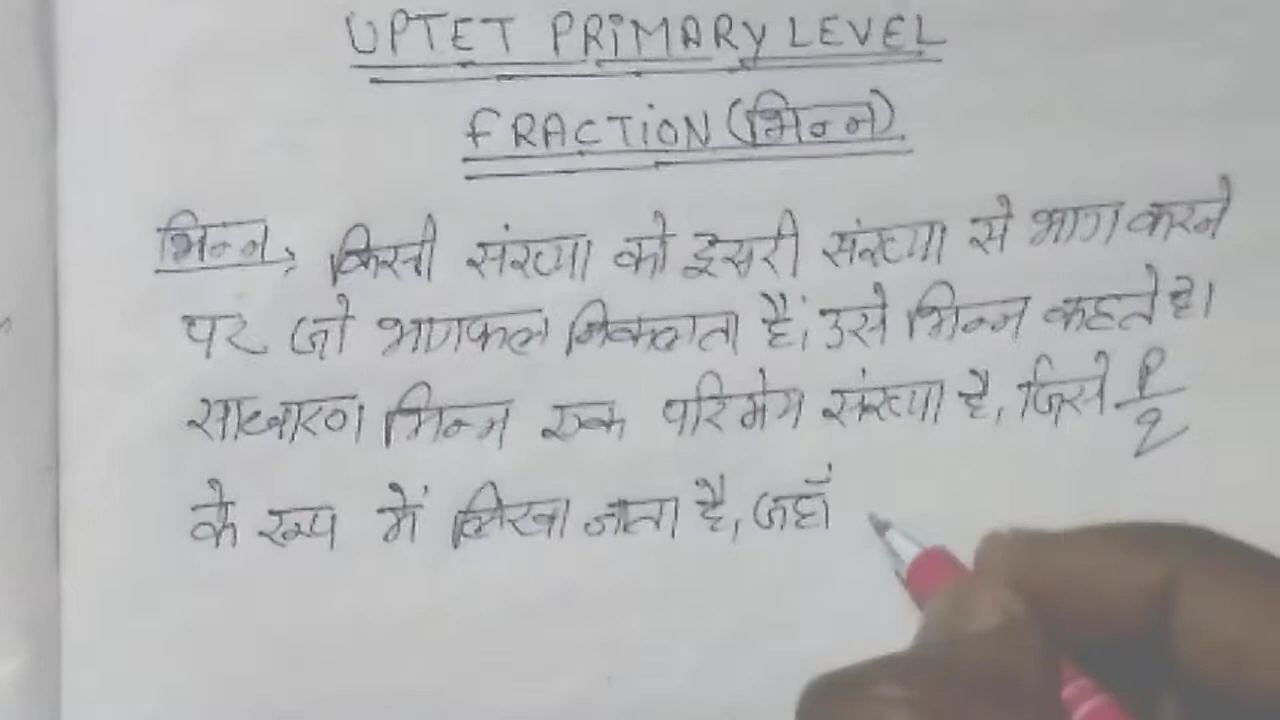 UPTET PRIMARY LEVEL
FRACTION (भिन्न)
भिन्न, किसी संख्या को दूसरी संख्या से भाग करने
पर जो भागफल निकलता है, उसे भिन्न कहते है।
साधारण भिन्न एक परिमेय संख्या है, जिसे P/q
के रूप में लिखा जाता है, जहाँ